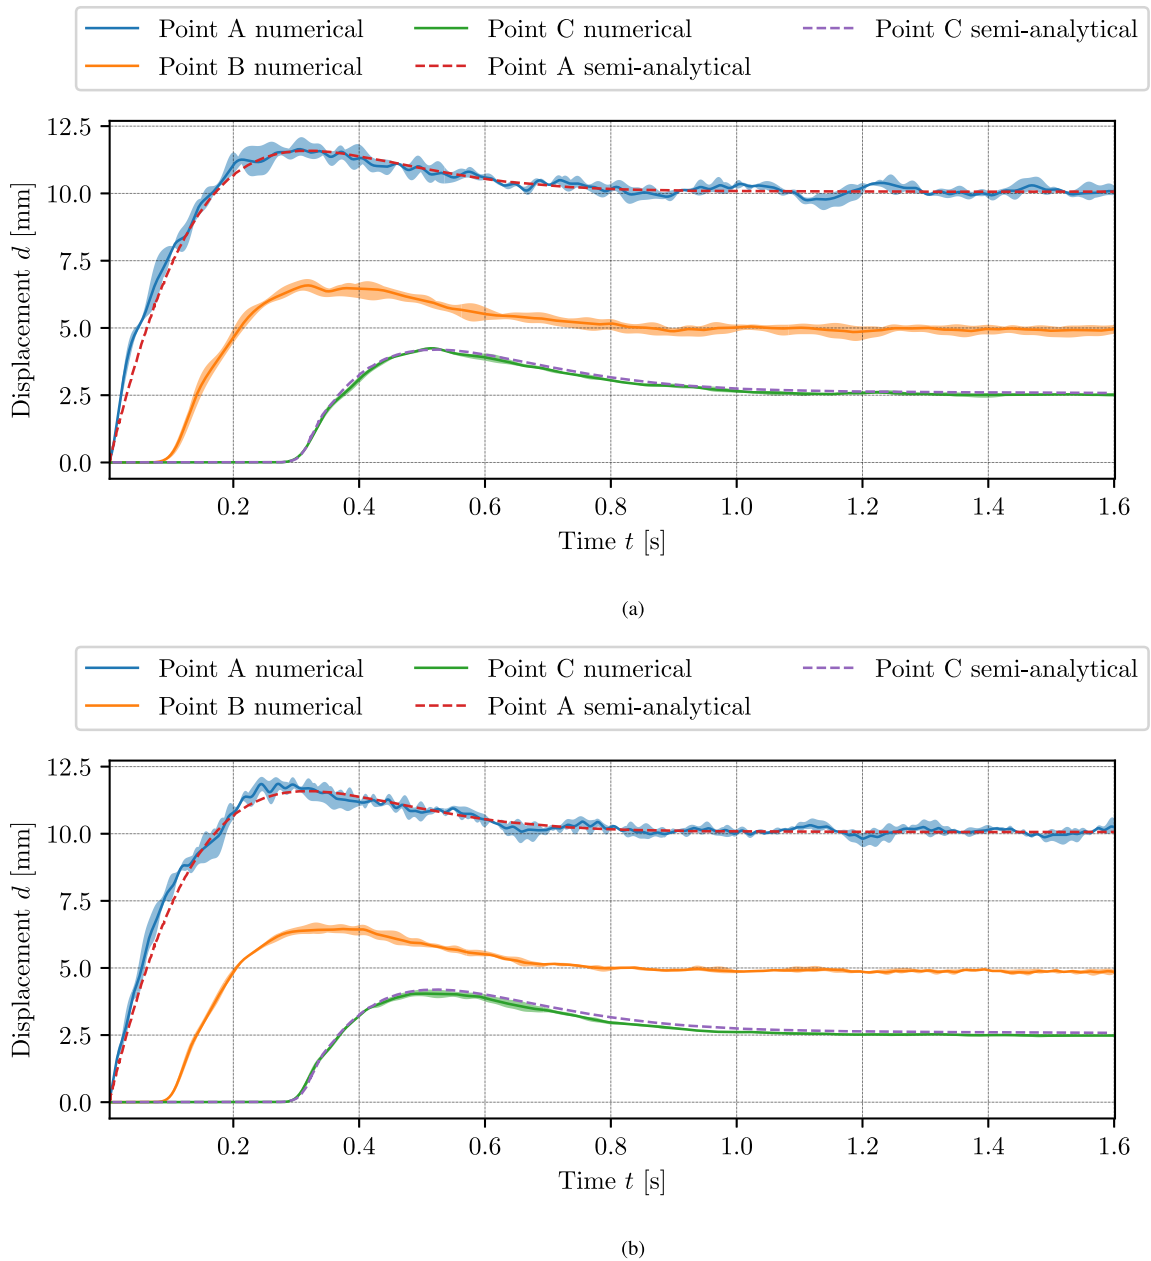 Point A numerical Point C numerical Point C semi-analytical
Point B numerical Point A semi-analytical
12.5
10.0
7.5
5.0
2.5
0.0
Displacement d [mm]
0.2 0.4 0.6 0.8 1.0 1.2 1.4 1.6
Time t [s]
(a)
Point A numerical Point C numerical Point C semi-analytical
Point B numerical Point A semi-analytical
12.5
10.0
7.5
5.0
2.5
0.0
Displacement d [mm]
0.2 0.4 0.6 0.8 1.0 1.2 1.4 1.6
Time t [s]
(b)